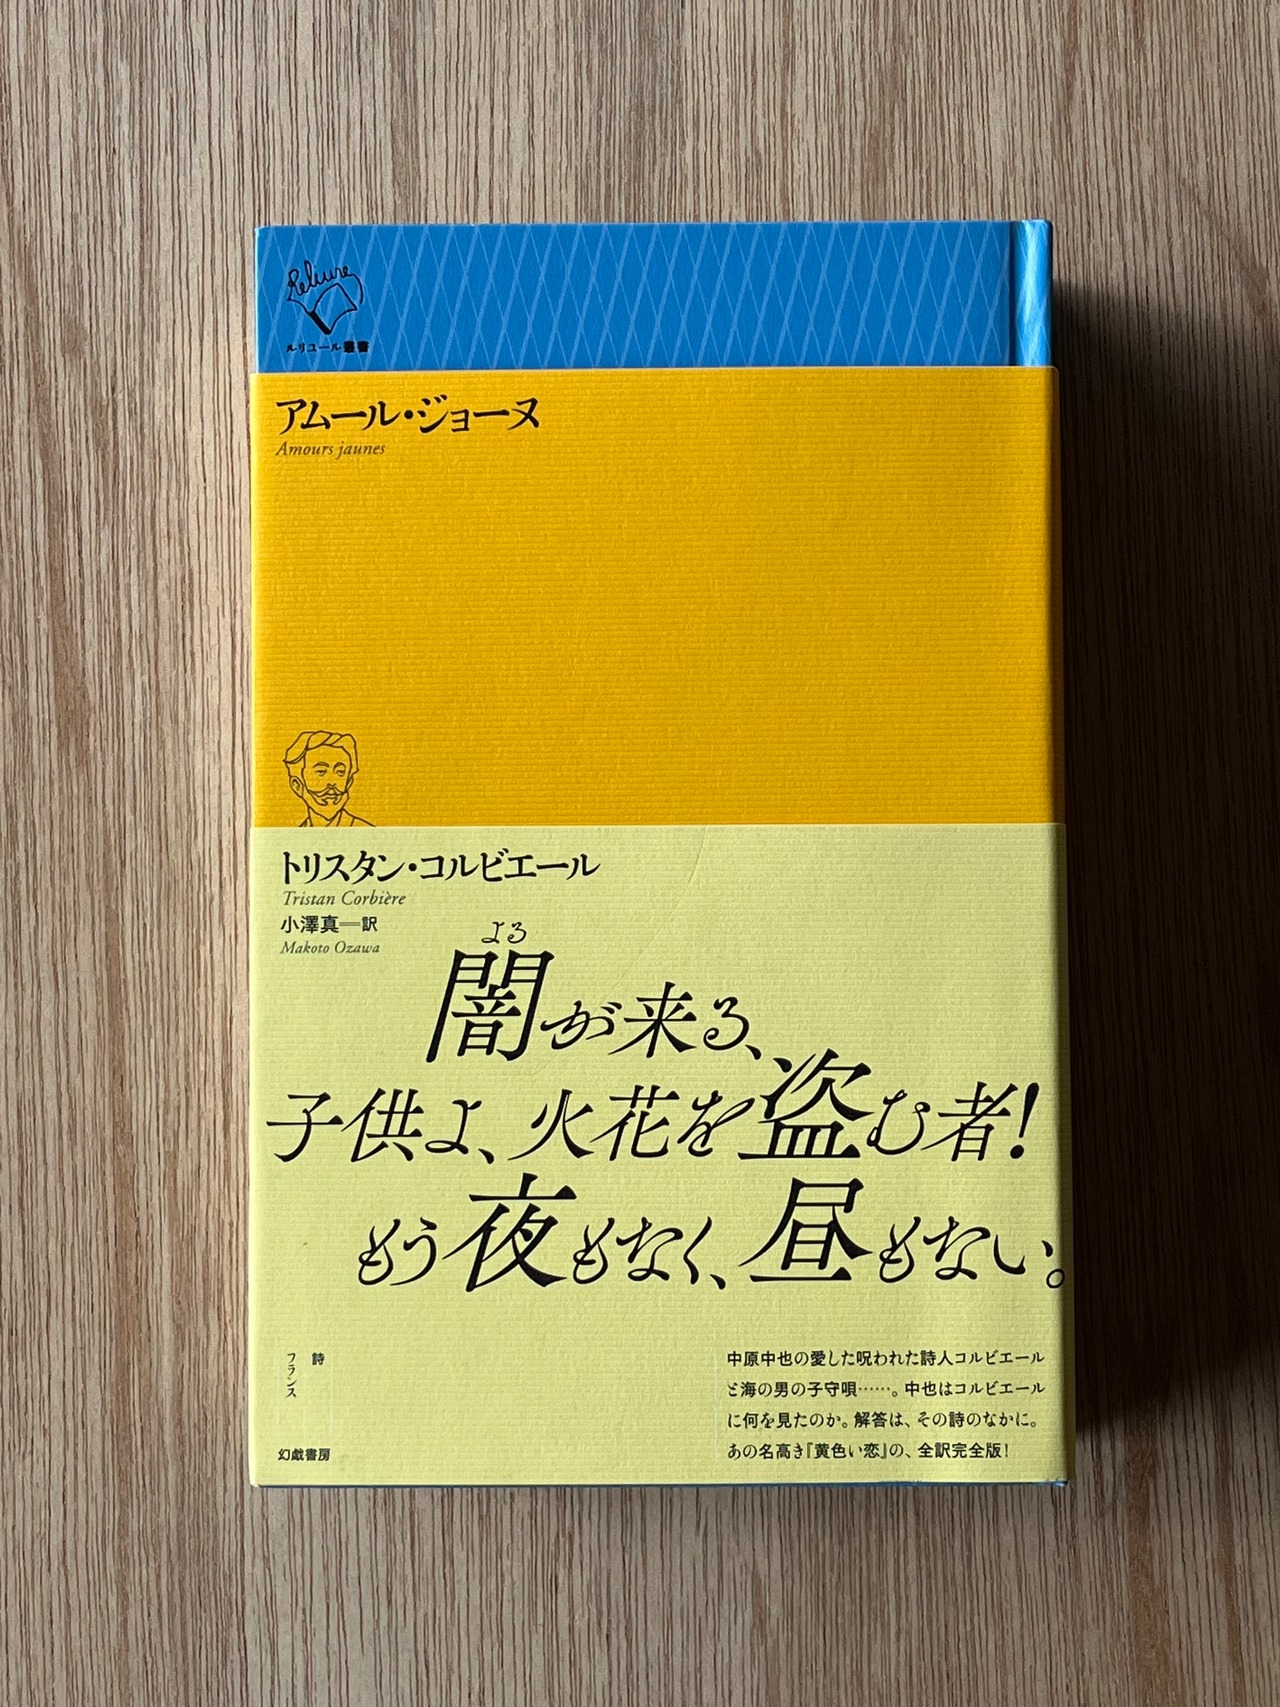 Reliure
ルリユール叢書
アムール・ジョーヌ
Amours jaunes
トリスタン・コルビエール
Tristan Corbière
小澤真—訳
Makoto Ozawa
よる
闇が来る、
子供よ、火花を盗む者!
もう夜もなく、昼もない。
詩
フランス
中原中也の愛した呪われた詩人コルビエール
と海の男の子守唄……。中也はコルビエール
に何を見たのか。解答は、その詩のなかに。
あの名高き『黄色い恋』の、全訳完全版!
幻戯書房